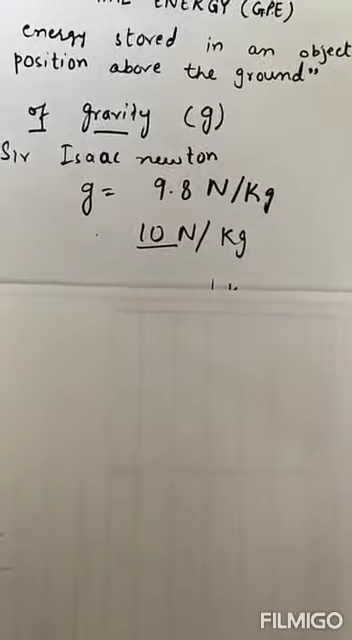 ENERGY (GPE)
energy stored in an object
position above the ground"
of gravity (g)
Sir Isaac newton
g= 9.8 N/Kg
10 N/ Kg
FILMIGO